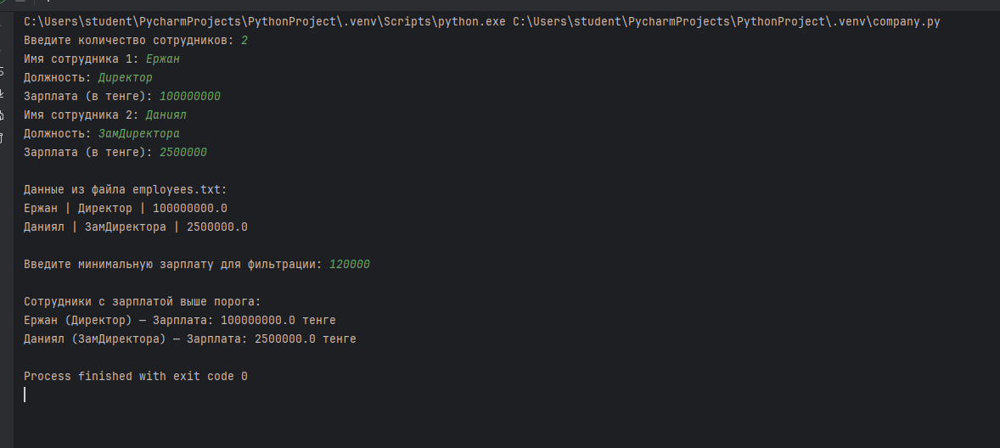 C:\Users\student\PycharmProjects\PythonProject\.venv\Scripts\python.exe C:\Users\student\PycharmProjects\PythonProject\.venv\company.py
Введите количество сотрудников: 2
Имя сотрудника 1: Ержан
Должность: Директор
Зарплата (в тенге): 100000000
Имя сотрудника 2: Даниял
Должность: ЗамДиректора
Зарплата (в тенге): 2500000
Данные из файла employees.txt:
Ержан | Директор | 100000000.0
Даниял | ЗамДиректора | 2500000.0
Введите минимальную зарплату для фильтрации: 120000
Сотрудники с зарплатой выше порога:
Ержан (Директор) — Зарплата: 100000000.0 тенге
Даниял (ЗамДиректора) — Зарплата: 2500000.0 тенге
Process finished with exit code 0